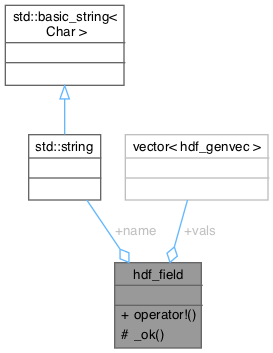 std::basic_string<
Char >
std::string
vector< hdf_genvec >
+name
+vals
hdf_field
+ operator!()
# _ok()